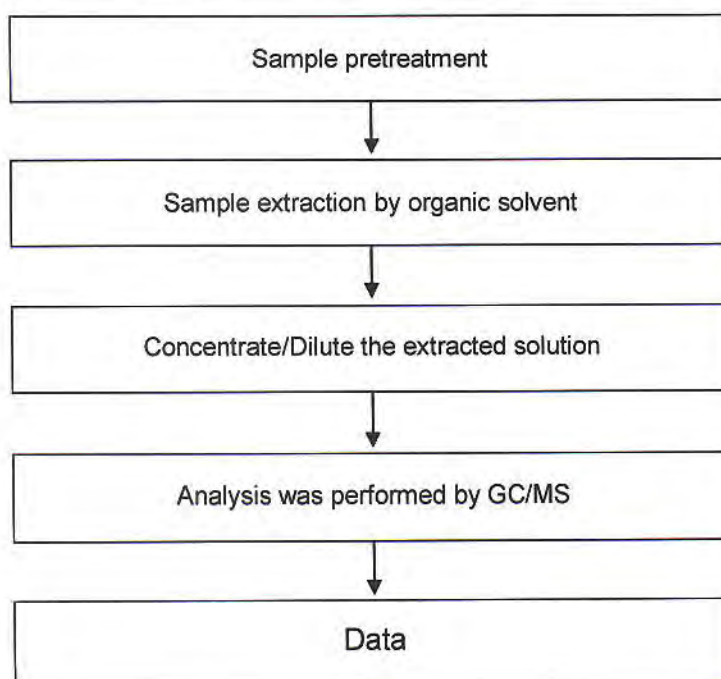 Sample pretreatment
Sample extraction by organic solvent
Concentrate/Dilute the extracted solution
Analysis was performed by GC/MS
Data